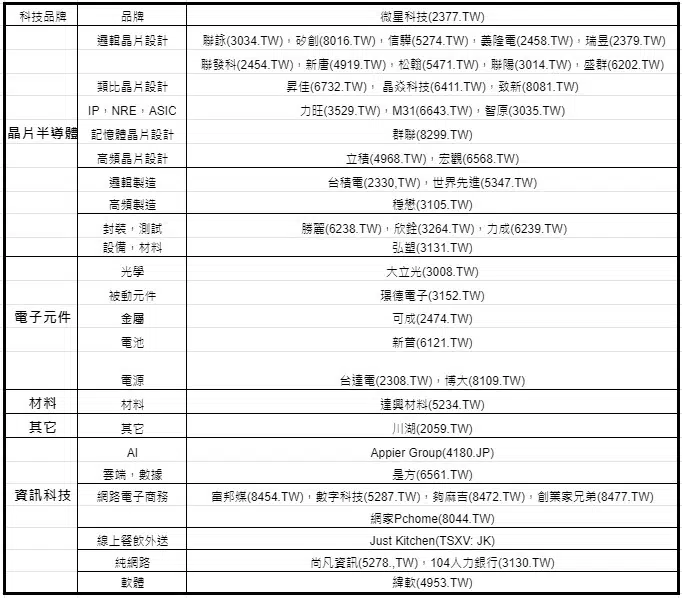 科技品牌 品牌 微星科技(2377.TW)
邏輯晶片設計 聯詠(3034.TW)，矽創(8016.TW)，信驊(5274.TW)，義隆電(2458.TW)，瑞昱(2379.TW)
聯發科(2454.TW)，新唐(4919.TW)，松翰(5471.TW)，聯陽(3014.TW)，盛群(6202.TW)
類比晶片設計 昇佳(6732.TW)， 晶焱科技(6411.TW)，致新(8081.TW)
IP，NRE，ASIC 力旺(3529.TW)，M31(6643.TW)，智原(3035.TW)
晶片半導體 記憶體晶片設計 群聯(8299.TW)
高頻晶片設計 立積(4968.TW)，宏觀(6568.TW)
邏輯製造 台積電(2330,TW)，世界先進(5347.TW)
高頻製造 穩懋(3105.TW)
封裝，測試 勝麗(6238.TW)，欣銓(3264.TW)，力成(6239.TW)
設備，材料 弘塑(3131.TW)
光學 大立光(3008.TW)
被動元件 璟德電子(3152.TW)
電子元件 金屬 可成(2474.TW)
電池 新普(6121.TW)
電源 台達電(2308.TW)，博大(8109.TW)
材料 材料 達興材料(5234.TW)
其它 其它 川湖(2059.TW)
AI Appier Group(4180.JP)
雲端，數據 是方(6561.TW)
資訊科技 網路電子商務 富邦媒(8454.TW)，數字科技(5287.TW)，夠麻吉(8472.TW)，創業家兄弟(8477.TW)
網家Pchome(8044.TW)
線上餐飲外送 Just Kitchen(TSXV: JK)
純網路 尚凡資訊(5278.,TW)，104人力銀行(3130.TW)
軟體 緯軟(4953.TW)